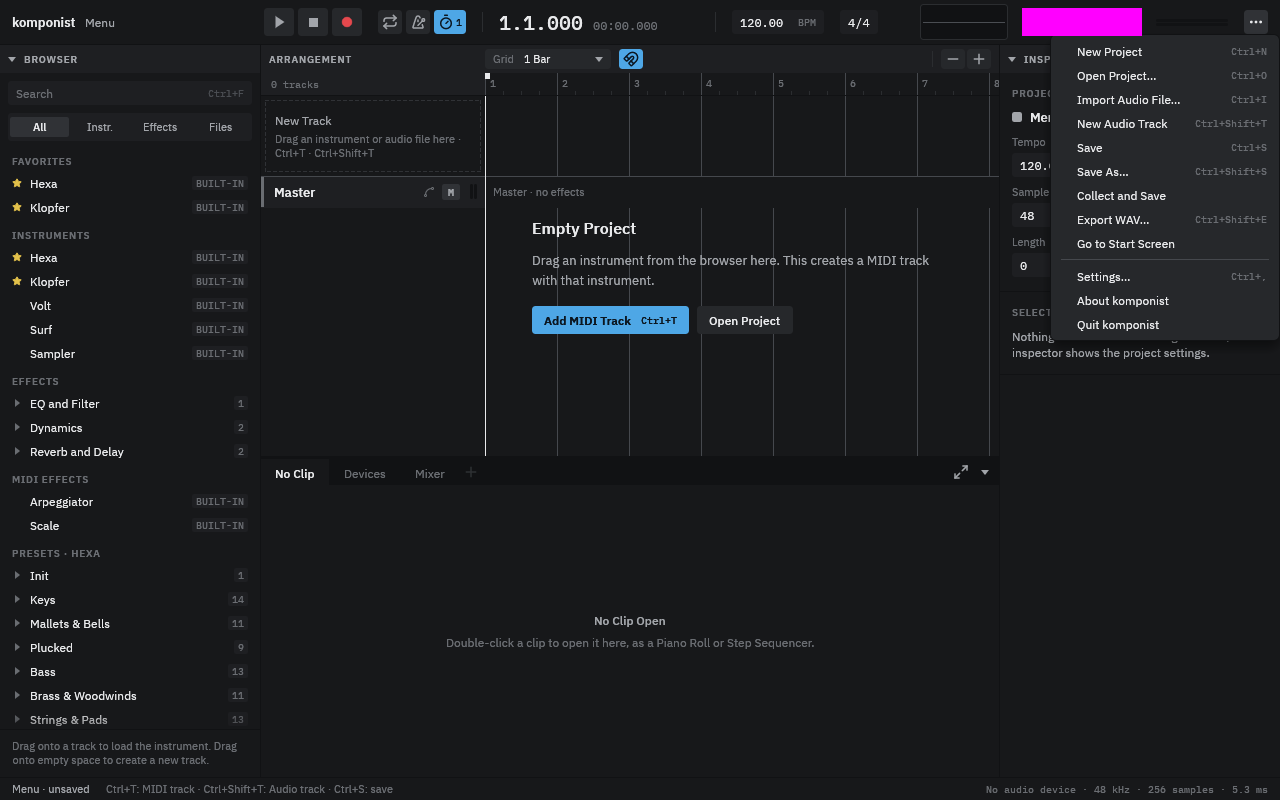 komponist Menu
1 1.1.000 00:00.000 120.00 BPM 4/4
BROWSER
Search Ctrl+F
All Instr. Effects Files
FAVORITES
Hexa BUILT-IN
Klopfer BUILT-IN
INSTRUMENTS
Hexa BUILT-IN
Klopfer BUILT-IN
Volt BUILT-IN
Surf BUILT-IN
Sampler BUILT-IN
EFFECTS
EQ and Filter 1
Dynamics 2
Reverb and Delay 2
MIDI EFFECTS
Arpeggiator BUILT-IN
Scale BUILT-IN
PRESETS · HEXA
Init 1
Keys 14
Mallets & Bells 11
Plucked 9
Bass 13
Brass & Woodwinds 11
Strings & Pads 13
Drag onto a track to load the instrument. Drag
onto empty space to create a new track.
ARRANGEMENT Grid 1 Bar
0 tracks 1 2 3 4 5 6 7 8
New Track
Drag an instrument or audio file here ·
Ctrl+T · Ctrl+Shift+T
Master M Master · no effects
Empty Project
Drag an instrument from the browser here. This creates a MIDI track
with that instrument.
Add MIDI Track Ctrl+T Open Project
No Clip Devices Mixer
No Clip Open
Double-click a clip to open it here, as a Piano Roll or Step Sequencer.
Tempo
Sample
48
Length
0
inspector shows the project settings.
New Project Ctrl+N
Open Project... Ctrl+O
Import Audio File... Ctrl+I
New Audio Track Ctrl+Shift+T
Save Ctrl+S
Save As... Ctrl+Shift+S
Collect and Save
Export WAV... Ctrl+Shift+E
Go to Start Screen
Settings... Ctrl+,
About komponist
Quit komponist
Menu · unsaved Ctrl+T: MIDI track · Ctrl+Shift+T: Audio track · Ctrl+S: save
No audio device · 48 kHz · 256 samples · 5.3 ms